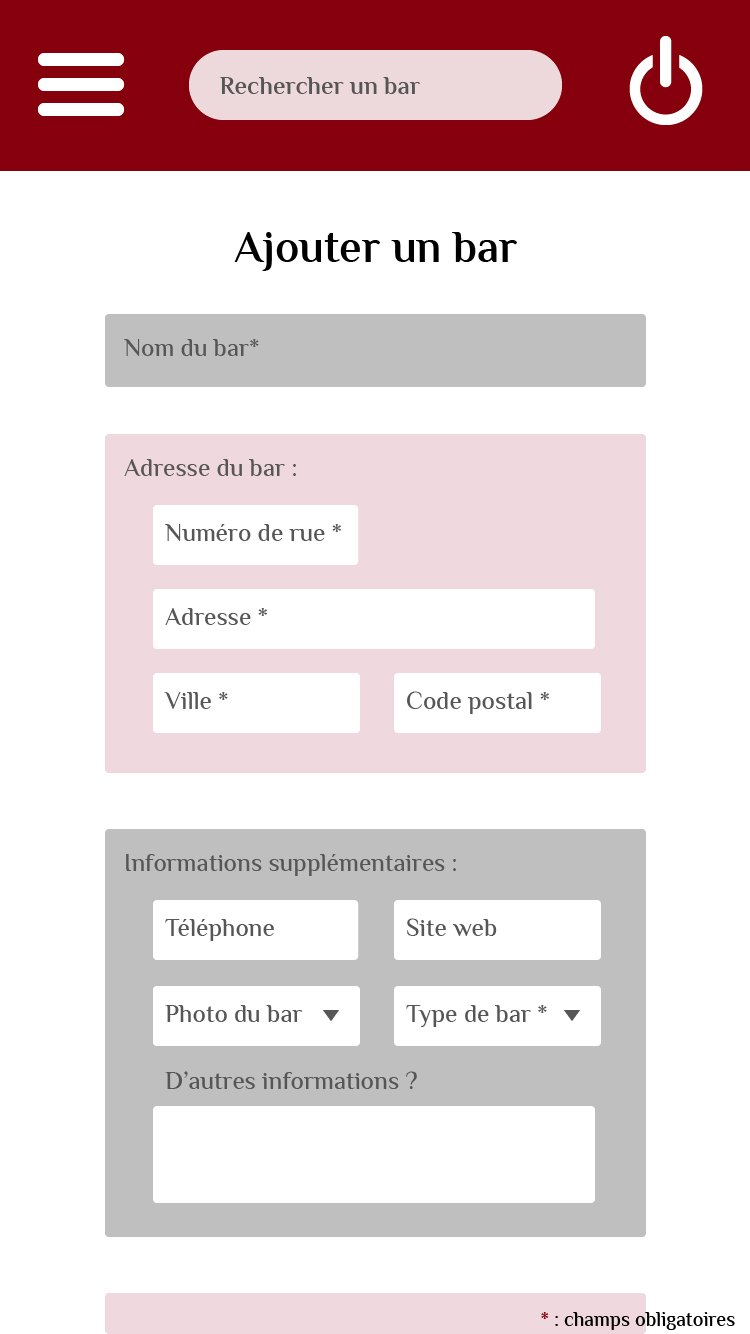 Rechercher un bar
Ajouter un bar
Nom du bar*
Adresse du bar :
Numéro de rue *
Adresse *
Ville *
Code postal *
Informations supplémentaires :
Téléphone
Site web
Photo du bar
Type de bar *
D’autres informations ?
* : champs obligatoires